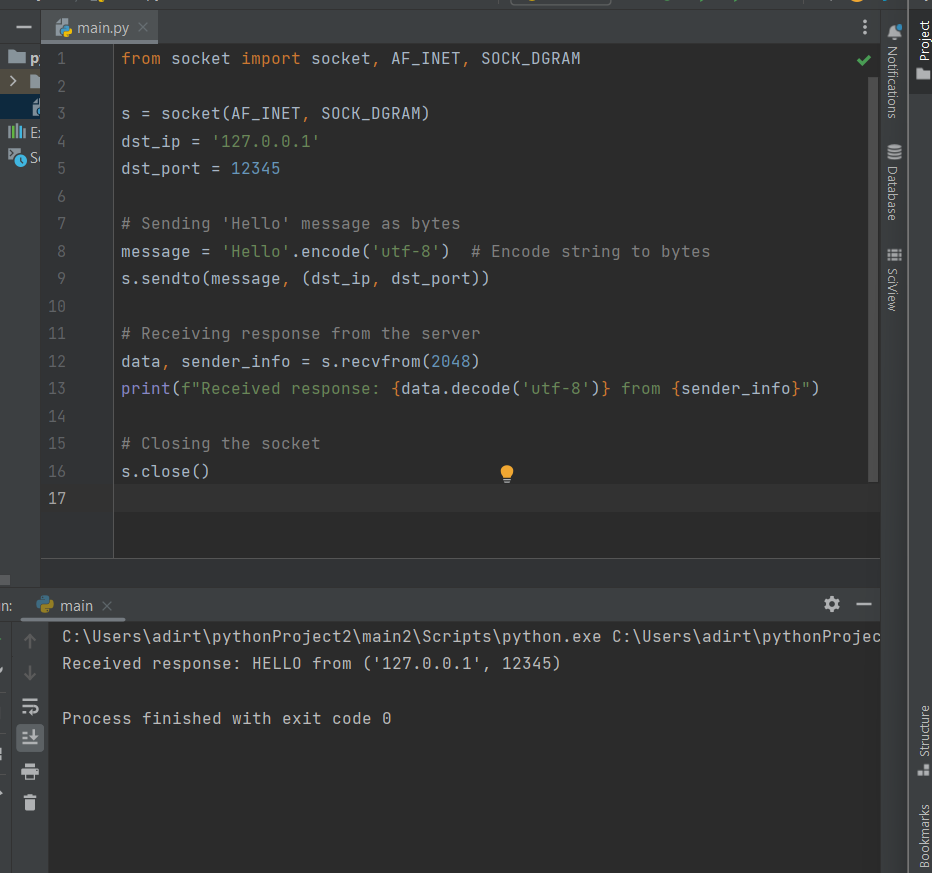 main.py
1 from socket import socket, AF_INET, SOCK_DGRAM
2
3 s = socket(AF_INET, SOCK_DGRAM)
4 dst_ip = '127.0.0.1'
5 dst_port = 12345
6
7 # Sending 'Hello' message as bytes
8 message = 'Hello'.encode('utf-8')  # Encode string to bytes
9 s.sendto(message, (dst_ip, dst_port))
10
11 # Receiving response from the server
12 data, sender_info = s.recvfrom(2048)
13 print(f"Received response: {data.decode('utf-8')} from {sender_info}")
14
15 # Closing the socket
16 s.close()
17
main
C:\Users\adirt\pythonProject2\main2\Scripts\python.exe C:\Users\adirt\pythonProjec
Received response: HELLO from ('127.0.0.1', 12345)
Process finished with exit code 0
Notifications
Database
SciView
Project
Structure
Bookmarks